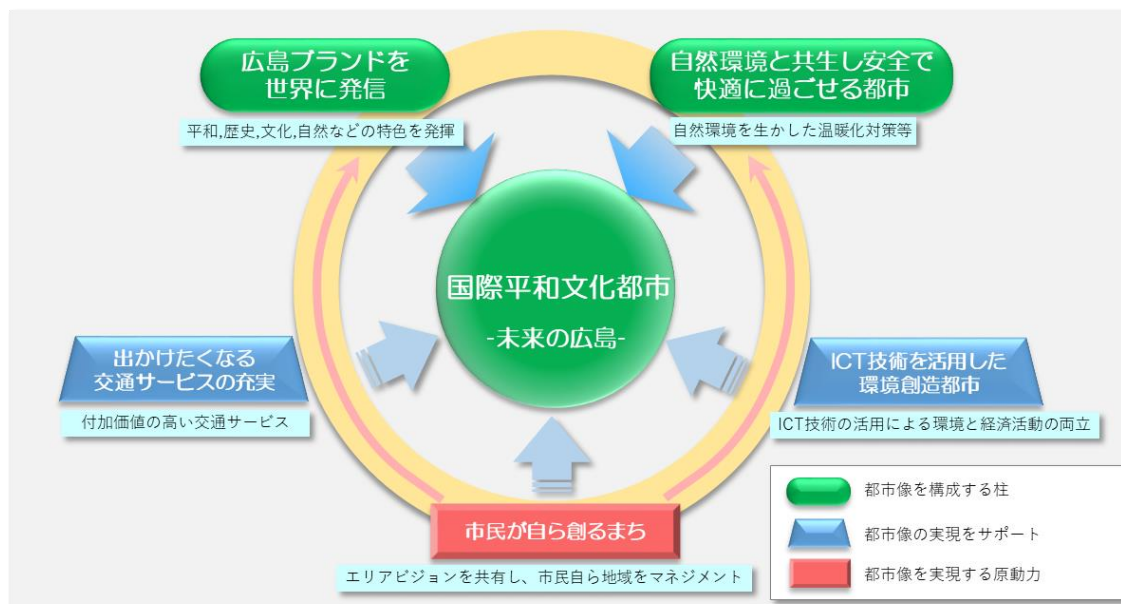 広島ブランドを
世界に発信
平和,歴史,文化,自然などの特色を発揮
自然環境と共生し安全で
快適に過ごせる都市
自然環境を生かした温暖化対策等
国際平和文化都市
-未来の広島-
出かけたくなる
交通サービスの充実
付加価値の高い交通サービス
ICT技術を活用した
環境創造都市
ICT技術の活用による環境と経済活動の両立
市民が自ら創るまち
エリアビジョンを共有し、市民自ら地域をマネジメント
都市像を構成する柱
都市像の実現をサポート
都市像を実現する原動力